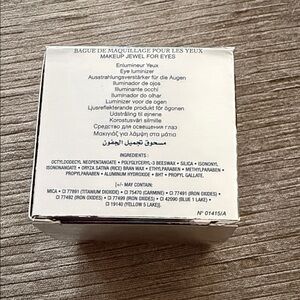 BAGUE DE MAQUILLAGE POUR LES YEUX
MAKEUP JEWEL FOR EYES
Enlumineur Yeux
Eye luminizer
Ausstrahlungsverstärker für die Augen
Iluminador de ojos
Illuminante occhi
Iluminador do olhar
Luminizer voor de ogen
Ljusreflekterande produkt för ögonen
Udstråling til øjnene
Korostusväri silmille
Средство для освещения глаз
Μακιγιάζ για λάμψη στα μάτια
مسحوق تجميل الجفون
INGREDIENTS :
OCTYLDODECYL NEOPENTANOATE • POLYGLYCERYL-3 BEESWAX • SILICA • ISONONYL
ISONONANOATE • ORYZA SATIVA (RICE) BRAN WAX • ETHYLPARABEN • METHYLPARABEN
PROPYLPARABEN • ALUMINUM HYDROXIDE • BHT • PROPYL GALLATE.
[+/- MAY CONTAIN:
MICA • CI 77891 (TITANIUM DIOXIDE) • CI 75470 (CARMINE) • CI 77491 (IRON OXIDES) •
CI 77492 (IRON OXIDES) • CI 77499 (IRON OXIDES) • CI 42090 (BLUE 1 LAKE) •
CI 19140 (YELLOW 5 LAKE)].
N° 01415/A